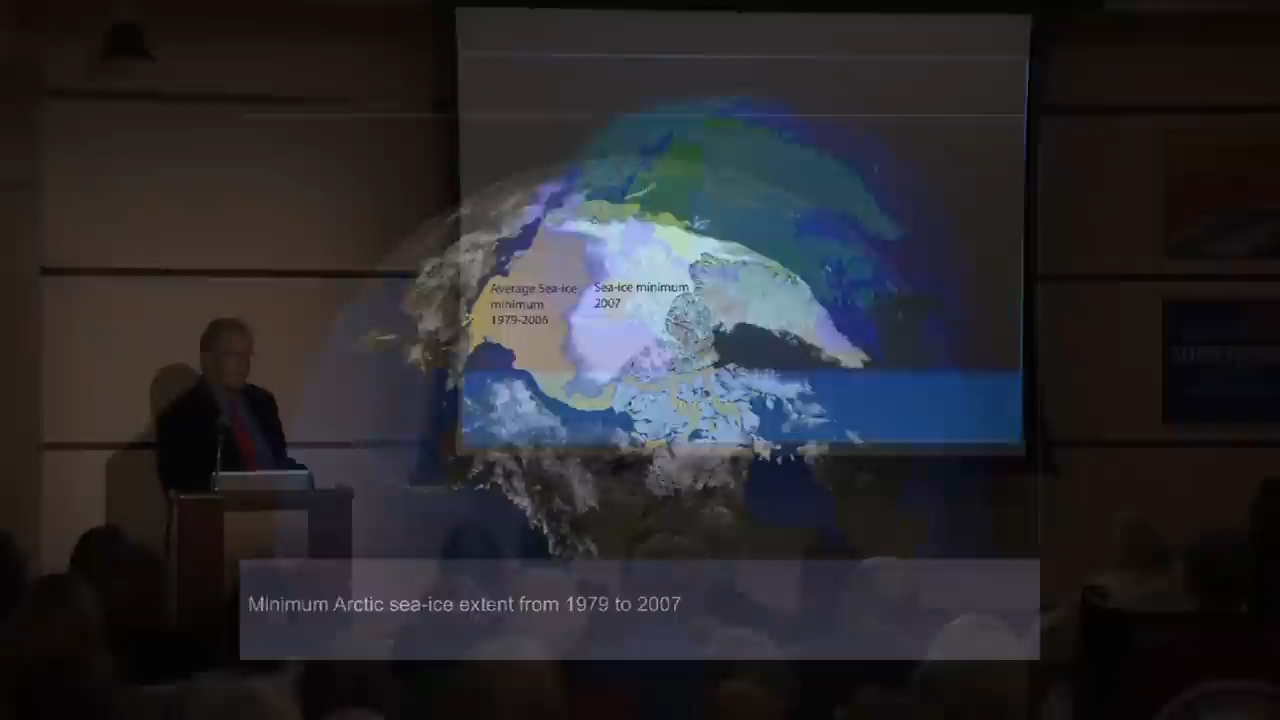 Average Sea-ice
minimum
1979-2006
Sea-ice minimum
2007
Minimum Arctic sea-ice extent from 1979 to 2007